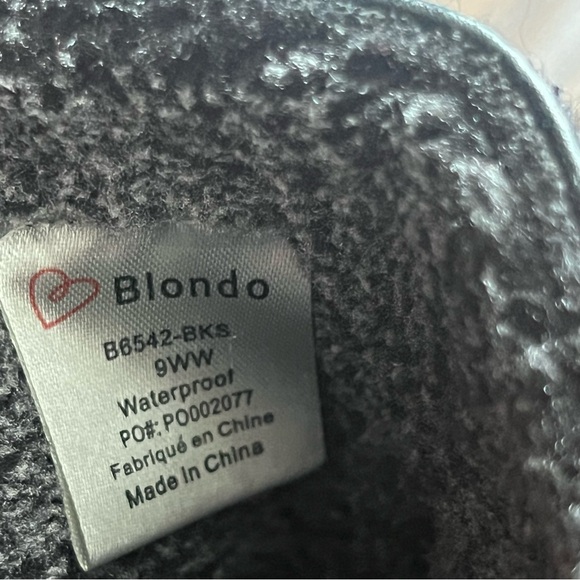 Blondo
B6542-BKs
9WW
Waterproof
PO#: PO002077
Fabriqué en Chine
Made in China